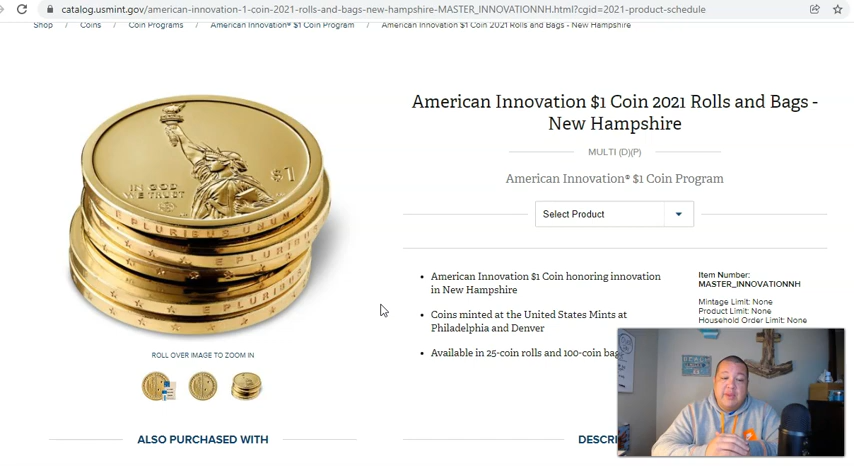 catalog.usmint.gov/american-innovation-1-coin-2021-rolls-and-bags-new-hampshire-MASTER_INNOVATIONNH.html?cgid=2021-product-schedule
Shop / Coins / Coin Programs / American Innovation® $1 Coin Program / American Innovation $1 Coin 2021 Rolls and Bags - New Hampshire
IN GOD
WE TRUST
$1
E PLURIBUS UNUM
E PLURIBUS
E PLURIBUS
ROLL OVER IMAGE TO ZOOM IN
ALSO PURCHASED WITH
American Innovation $1 Coin 2021 Rolls and Bags -
New Hampshire
MULTI (D)(P)
American Innovation® $1 Coin Program
Select Product
• American Innovation $1 Coin honoring innovation
in New Hampshire
• Coins minted at the United States Mints at
Philadelphia and Denver
• Available in 25-coin rolls and 100-coin bag
Item Number:
MASTER_INNOVATIONNH
Mintage Limit: None
Product Limit: None
Household Order Limit: None
DESCRI